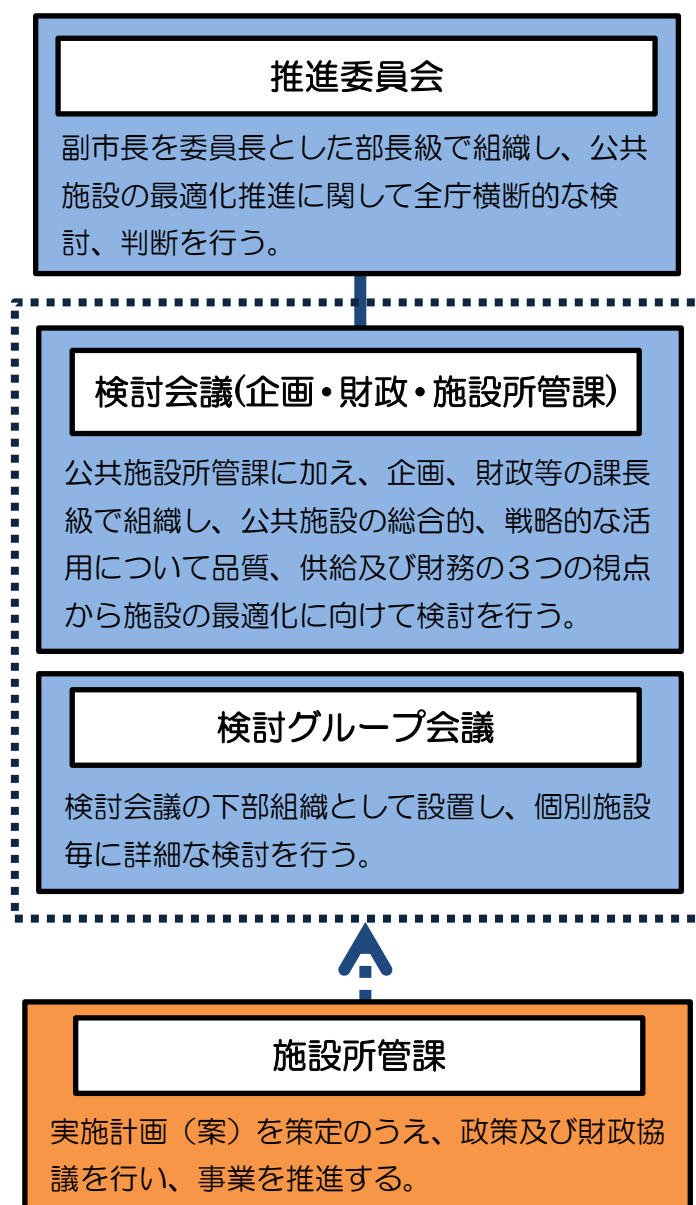 推進委員会
副市長を委員長とした部長級で組織し、公共
施設の最適化推進に関して全庁横断的な検
討、判断を行う。
検討会議(企画・財政・施設所管課)
公共施設所管課に加え、企画、財政等の課長
級で組織し、公共施設の総合的、戦略的な活
用について品質、供給及び財務の３つの視点
から施設の最適化に向けて検討を行う。
検討グループ会議
検討会議の下部組織として設置し、個別施設
毎に詳細な検討を行う。
施設所管課
実施計画（案）を策定のうえ、政策及び財政協
議を行い、事業を推進する。